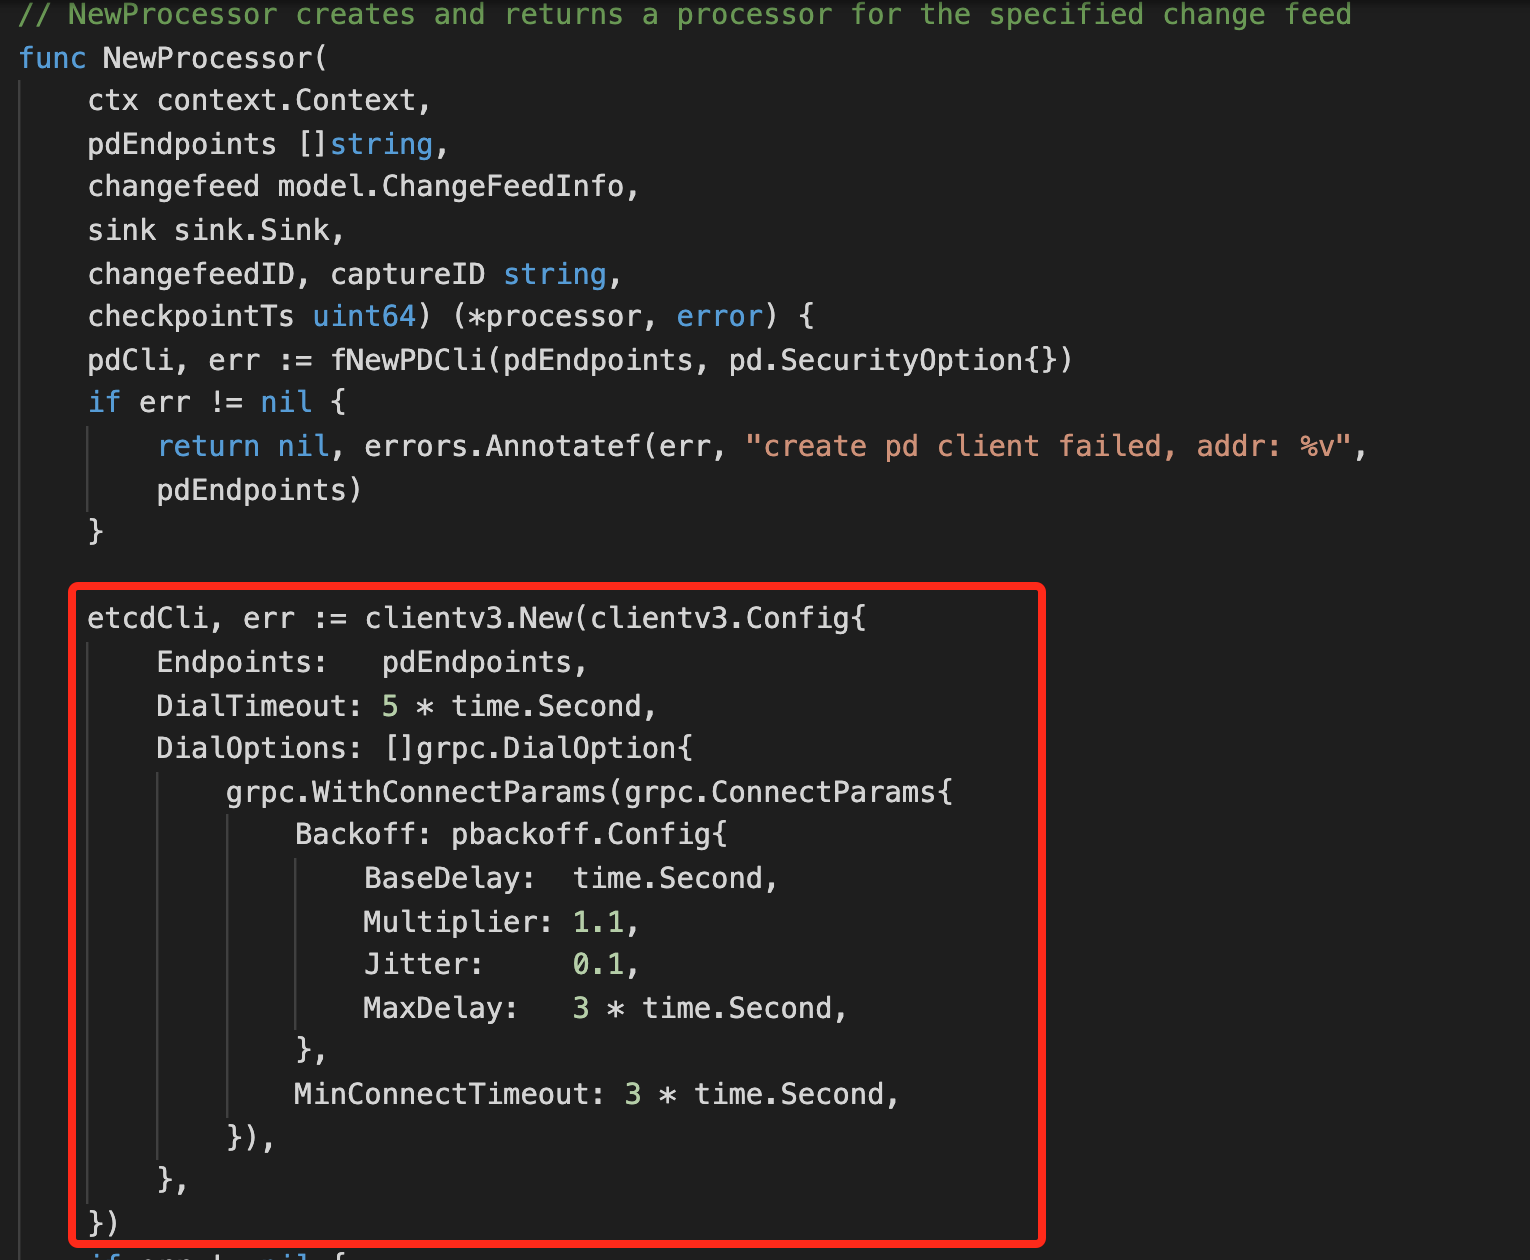 // NewProcessor creates and returns a processor for the specified change feed
func NewProcessor(
    ctx context.Context,
    pdEndpoints []string,
    changefeed model.ChangeFeedInfo,
    sink sink.Sink,
    changefeedID, captureID string,
    checkpointTs uint64) (*processor, error) {
    pdCli, err := fNewPDCli(pdEndpoints, pd.SecurityOption{})
    if err != nil {
        return nil, errors.Annotatef(err, "create pd client failed, addr: %v",
        pdEndpoints)
    }
    etcdCli, err := clientv3.New(clientv3.Config{
        Endpoints:   pdEndpoints,
        DialTimeout: 5 * time.Second,
        DialOptions: []grpc.DialOption{
            grpc.WithConnectParams(grpc.ConnectParams{
                Backoff: pbackoff.Config{
                    BaseDelay:  time.Second,
                    Multiplier: 1.1,
                    Jitter:     0.1,
                    MaxDelay:   3 * time.Second,
                },
                MinConnectTimeout: 3 * time.Second,
            }),
        },
    })